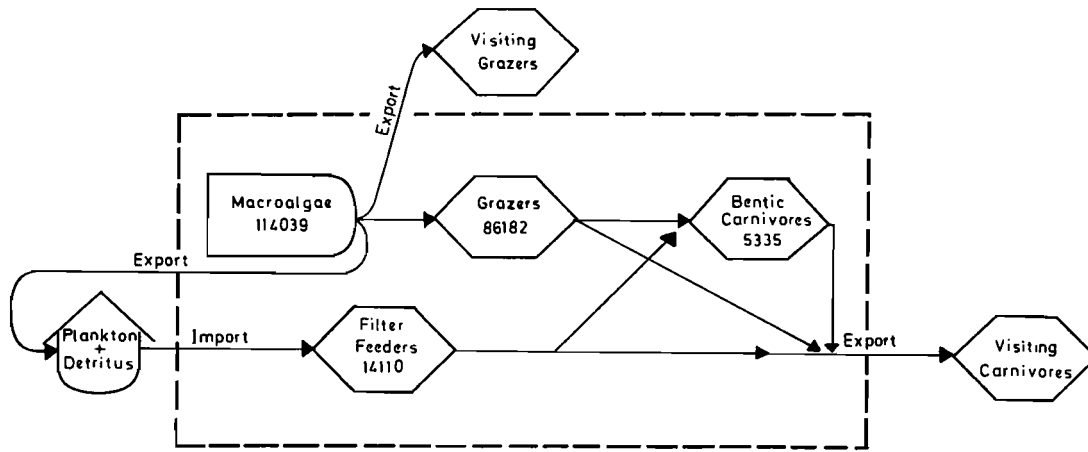 Visiting
Grazers
Export
Macroalgae
114039
Grazers
86182
Bentic
Carnivores
5335
Export
Plankton
+
Detritus
Import
Filter
Feeders
14110
Export
Visiting
Carnivores